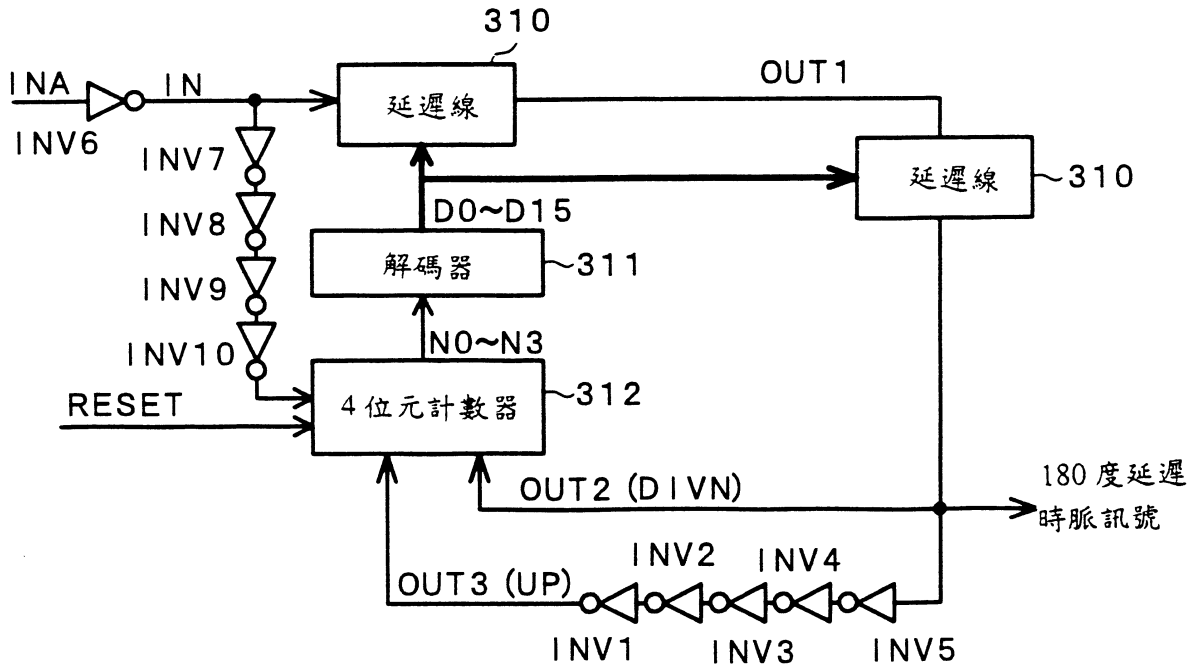 310
INA
IN
延遲線
OUT1
INV6
INV7
延遲線
310
INV8
D0~D15
INV9
解碼器
311
INV10
N0~N3
RESET
4位元計數器
312
OUT2 (DIVN)
180度延遲
時脈訊號
INV2
INV4
OUT3 (UP)
INV1
INV3
INV5